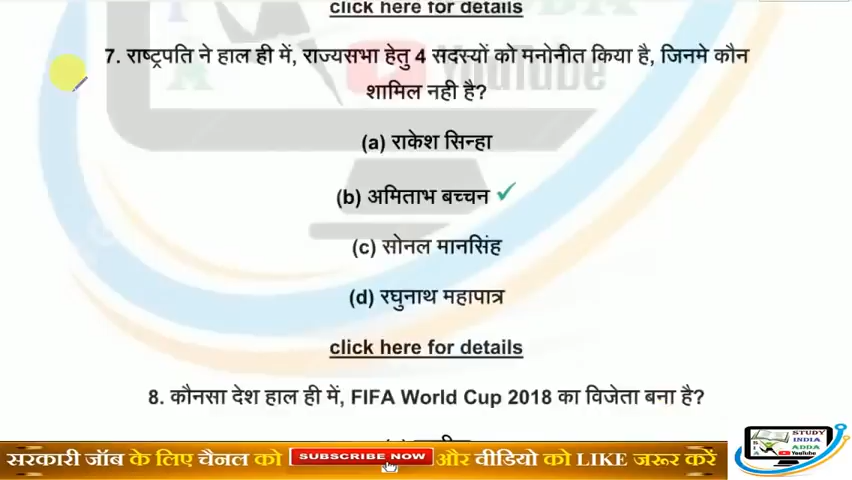 click here for details
7. राष्ट्रपति ने हाल ही में, राज्यसभा हेतु 4 सदस्यों को मनोनीत किया है, जिनमे कौन
शामिल नही है?
(a) राकेश सिन्हा
(b) अमिताभ बच्चन
(c) सोनल मानसिंह
(d) रघुनाथ महापात्र
click here for details
8. कौनसा देश हाल ही में, FIFA World Cup 2018 का विजेता बना है?
सरकारी जॉब के लिए चैनल को SUBSCRIBE NOW और वीडियो को LIKE जरूर करें
STUDY
INDIA
ADDA
YouTube
YouTube